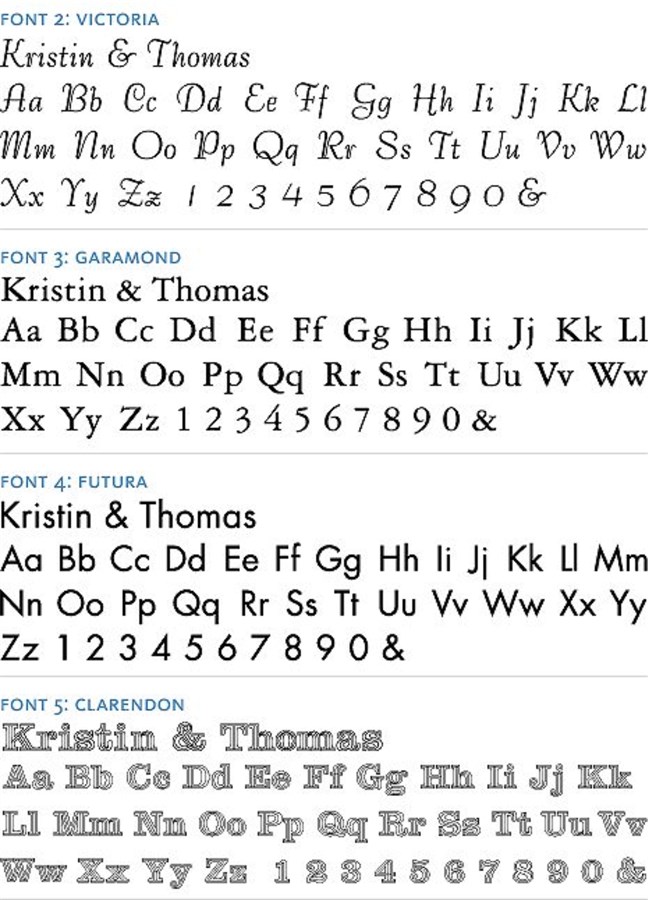 FONT 2: VICTORIA
Kristin & Thomas
Aa Bb Cc Dd Ee Ff Gg Hh Ii Jj Kk Ll
Mm Nn Oo Pp Qq Rr Ss Tt Uu Vv Ww
Xx Yy Zz 1 2 3 4 5 6 7 8 9 0 &
FONT 3: GARAMOND
Kristin & Thomas
Aa Bb Cc Dd Ee Ff Gg Hh Ii Jj Kk Ll
Mm Nn Oo Pp Qq Rr Ss Tt Uu Vv Ww
Xx Yy Zz 1 2 3 4 5 6 7 8 9 0 &
FONT 4: FUTURA
Kristin & Thomas
Aa Bb Cc Dd Ee Ff Gg Hh Ii Jj Kk Ll Mm
Nn Oo Pp Qq Rr Ss Tt Uu Vv Ww Xx Yy
Zz 1 2 3 4 5 6 7 8 9 0 &
FONT 5: CLARENDON
Kristin & Thomas
Aa Bb Cc Dd Ee Ff Gg Hh Ii Jj Kk
Ll Mm Nn Oo Pp Qq Rr Ss Tt Uu Vv
Ww Xx Yy Zz 1 2 3 4 5 6 7 8 9 0 &